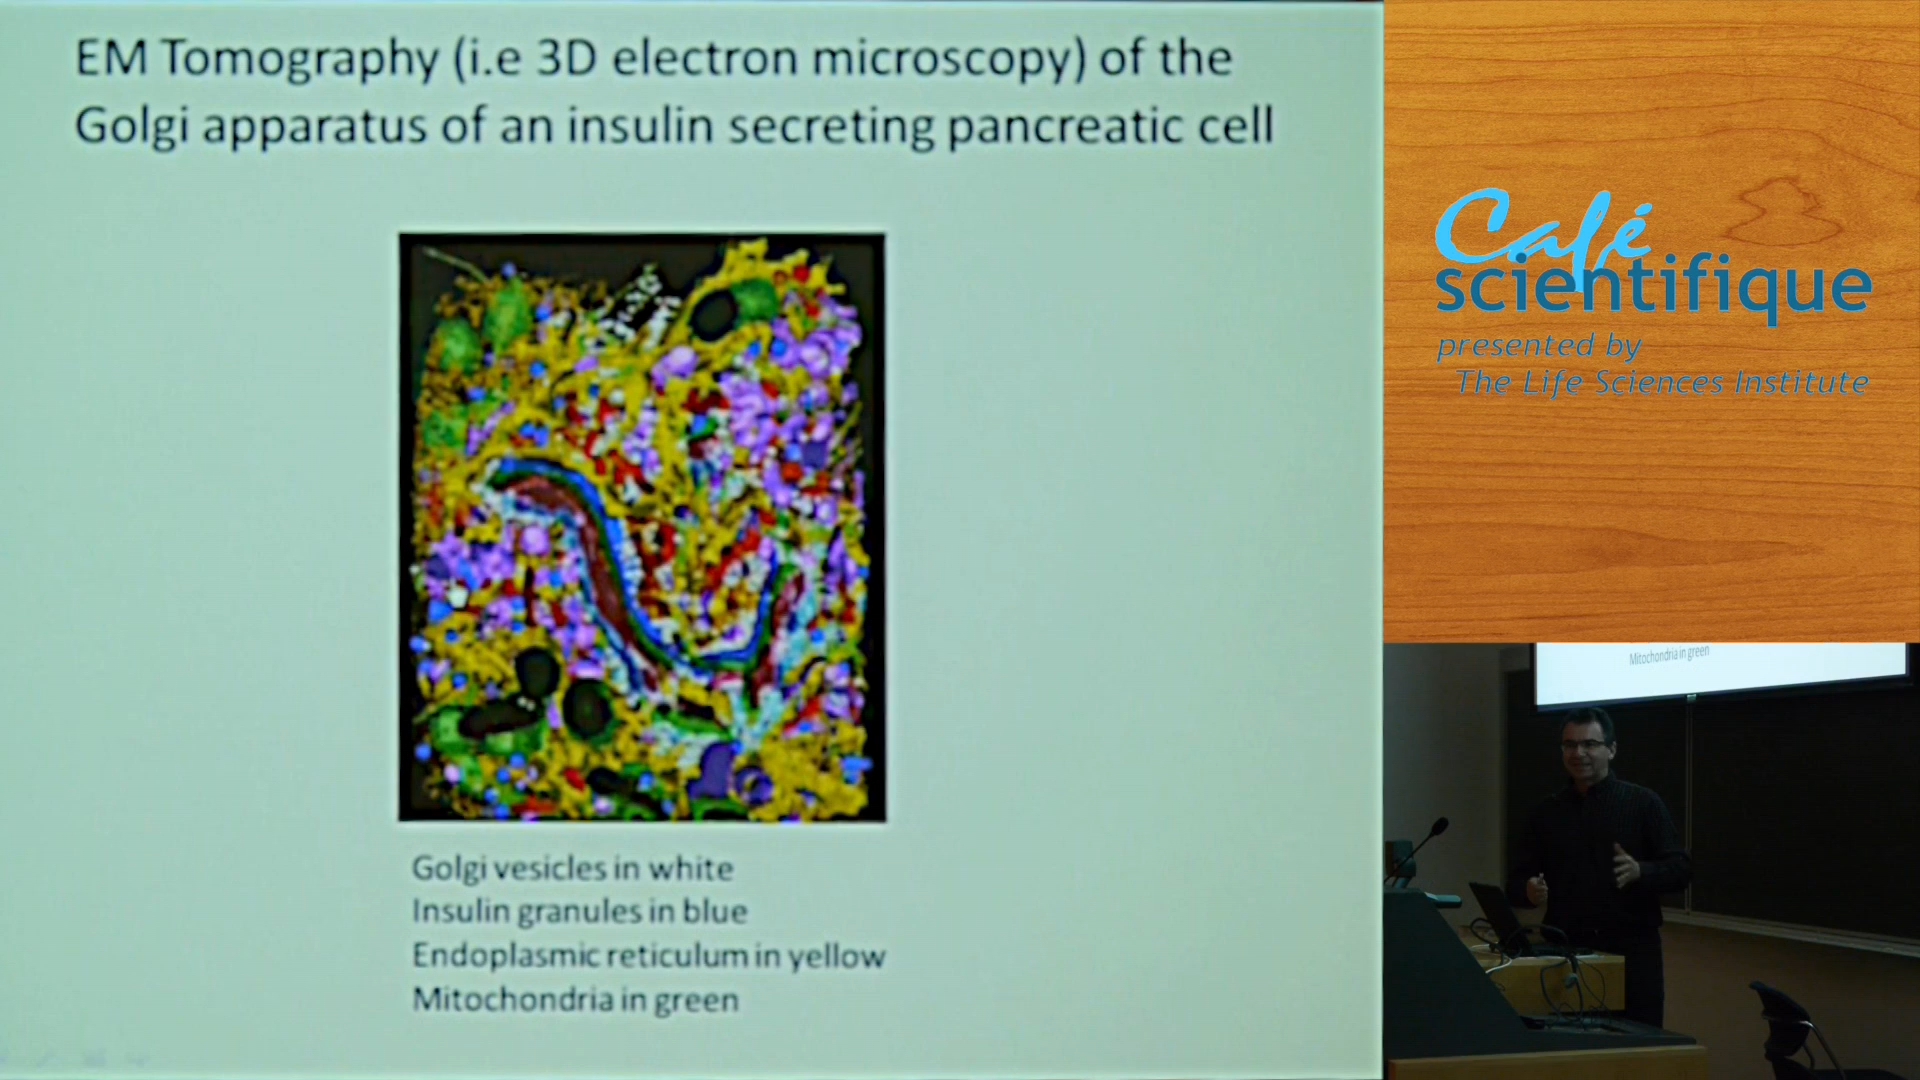 EM Tomography (i.e 3D electron microscopy) of the
Golgi apparatus of an insulin secreting pancreatic cell
Golgi vesicles in white
Insulin granules in blue
Endoplasmic reticulum in yellow
Mitochondria in green
Café
scientifique
presented by
The Life Sciences Institute
Mitochondria in green